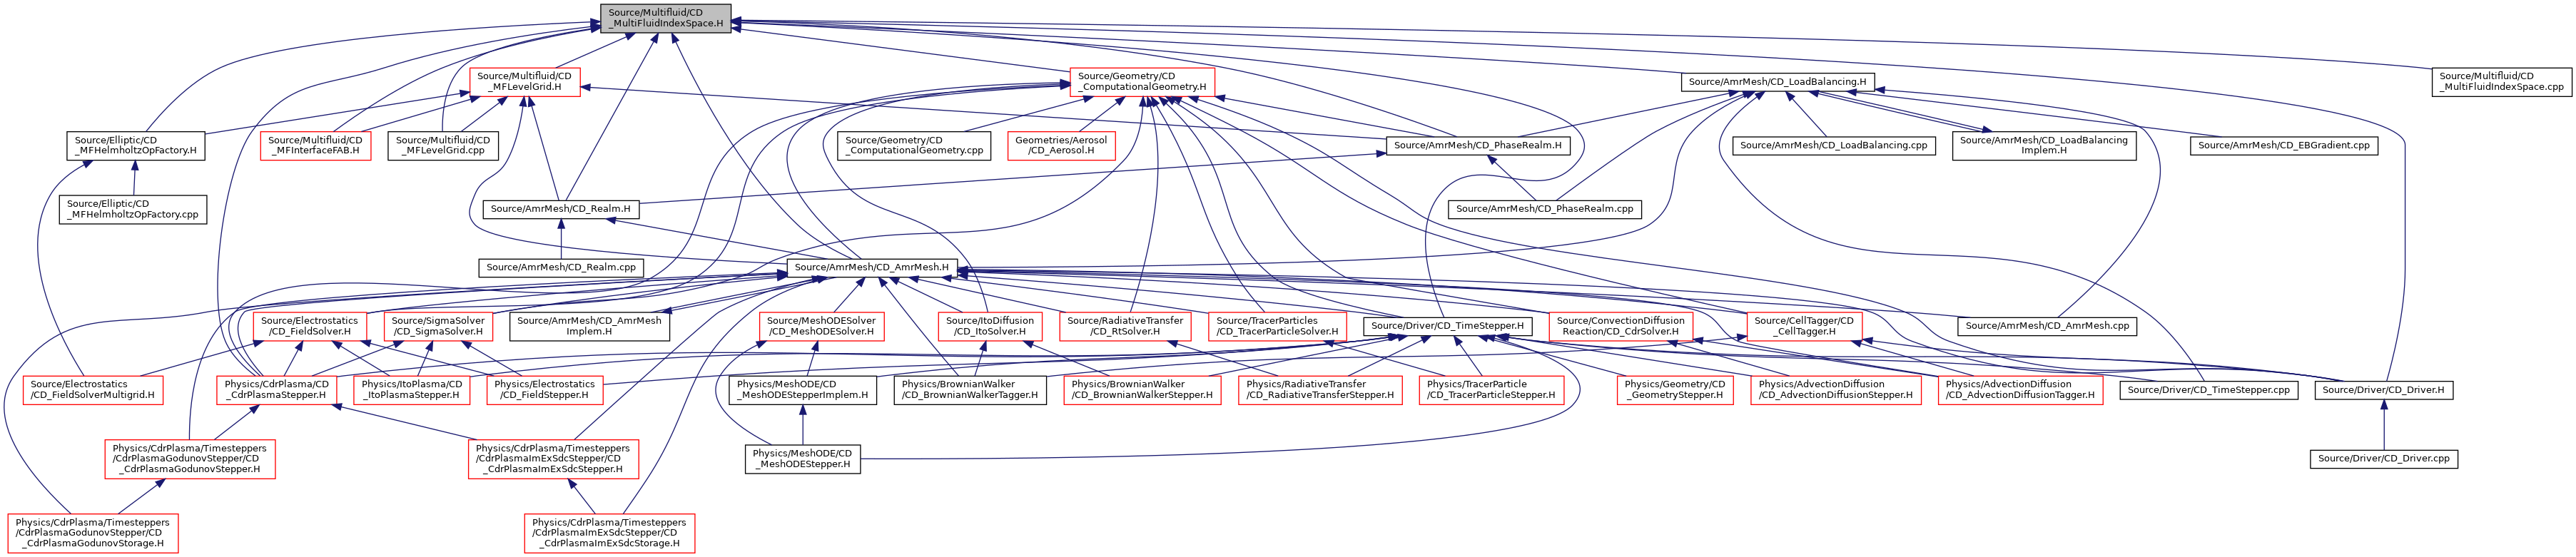 Source/Multifluid/CD
_MultiFluidIndexSpace.H
Source/Multifluid/CD
_MFLevelGrid.H
Source/Geometry/CD
_ComputationalGeometry.H
Source/AmrMesh/CD_LoadBalancing.H
Source/Multifluid/CD
_MultiFluidIndexSpace.cpp
Source/Elliptic/CD
_MFHelmholtzOpFactory.H
Source/Multifluid/CD
_MFInterfaceFAB.H
Source/Multifluid/CD
_MFLevelGrid.cpp
Source/Geometry/CD
_ComputationalGeometry.cpp
Geometries/Aerosol
/CD_Aerosol.H
Source/AmrMesh/CD_PhaseRealm.H
Source/AmrMesh/CD_LoadBalancing.cpp
Source/AmrMesh/CD_LoadBalancing
Implem.H
Source/AmrMesh/CD_EBGradient.cpp
Source/Elliptic/CD
_MFHelmholtzOpFactory.cpp
Source/AmrMesh/CD_Realm.H
Source/AmrMesh/CD_PhaseRealm.cpp
Source/AmrMesh/CD_Realm.cpp
Source/AmrMesh/CD_AmrMesh.H
Source/Electrostatics
/CD_FieldSolver.H
Source/SigmaSolver
/CD_SigmaSolver.H
Source/AmrMesh/CD_AmrMesh
Implem.H
Source/MeshODESolver
/CD_MeshODESolver.H
Source/ItoDiffusion
/CD_ItoSolver.H
Source/RadiativeTransfer
/CD_RtSolver.H
Source/TracerParticles
/CD_TracerParticleSolver.H
Source/Driver/CD_TimeStepper.H
Source/ConvectionDiffusion
Reaction/CD_CdrSolver.H
Source/CellTagger/CD
_CellTagger.H
Source/AmrMesh/CD_AmrMesh.cpp
Source/Electrostatics
/CD_FieldSolverMultigrid.H
Physics/CdrPlasma/CD
_CdrPlasmaStepper.H
Physics/ItoPlasma/CD
_ItoPlasmaStepper.H
Physics/Electrostatics
/CD_FieldStepper.H
Physics/MeshODE/CD
_MeshODEStepperImplem.H
Physics/BrownianWalker
/CD_BrownianWalkerTagger.H
Physics/BrownianWalker
/CD_BrownianWalkerStepper.H
Physics/RadiativeTransfer
/CD_RadiativeTransferStepper.H
Physics/TracerParticle
/CD_TracerParticleStepper.H
Physics/Geometry/CD
_GeometryStepper.H
Physics/AdvectionDiffusion
/CD_AdvectionDiffusionStepper.H
Physics/AdvectionDiffusion
/CD_AdvectionDiffusionTagger.H
Source/Driver/CD_TimeStepper.cpp
Source/Driver/CD_Driver.H
Physics/CdrPlasma/Timesteppers
/CdrPlasmaGodunovStepper/CD
_CdrPlasmaGodunovStepper.H
Physics/CdrPlasma/Timesteppers
/CdrPlasmaImExSdcStepper/CD
_CdrPlasmaImExSdcStepper.H
Physics/MeshODE/CD
_MeshODEStepper.H
Source/Driver/CD_Driver.cpp
Physics/CdrPlasma/Timesteppers
/CdrPlasmaGodunovStepper/CD
_CdrPlasmaGodunovStorage.H
Physics/CdrPlasma/Timesteppers
/CdrPlasmaImExSdcStepper/CD
_CdrPlasmaImExSdcStorage.H